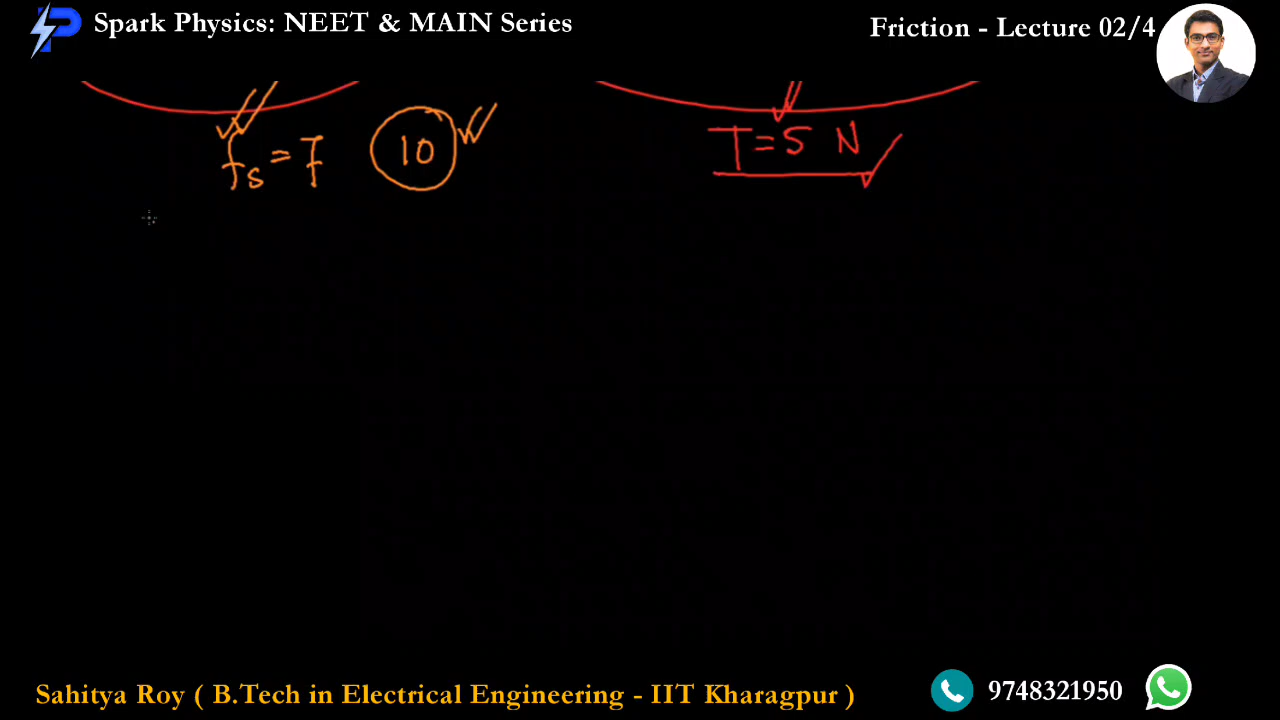 Spark Physics: NEET & MAIN Series
Friction - Lecture 02/4
fs = F 10
T = 5 N
Sahitya Roy ( B.Tech in Electrical Engineering - IIT Kharagpur )
9748321950